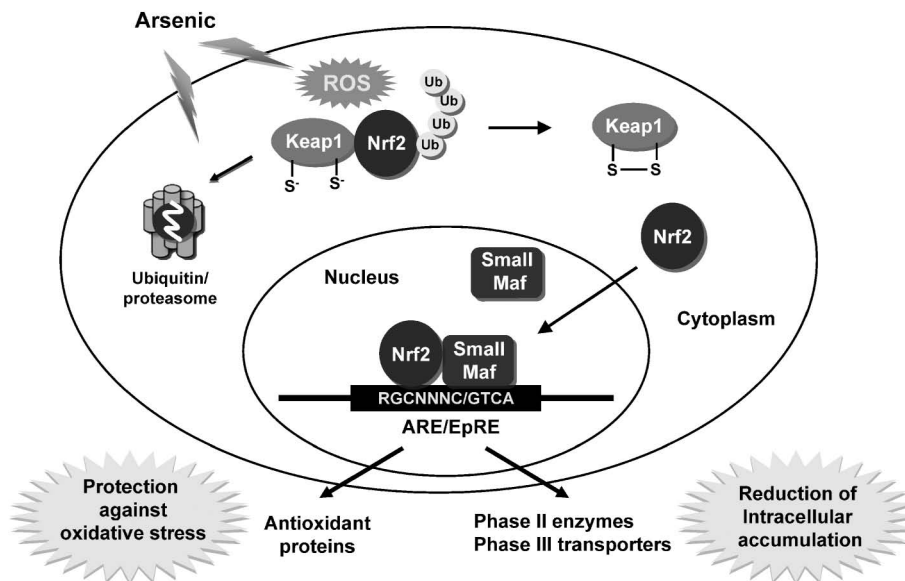 Arsenic
ROS
Ub
Ub
Ub
Ub
Keap1
Nrf2
S-
S-
Keap1
S
S
Nrf2
Ubiquitin/
proteasome
Nucleus
Small
Maf
Cytoplasm
Nrf2
Small
Maf
RGCNNNC/GTCA
ARE/EpRE
Protection
against
oxidative stress
Antioxidant
proteins
Phase II enzymes
Phase III transporters
Reduction of
Intracellular
accumulation